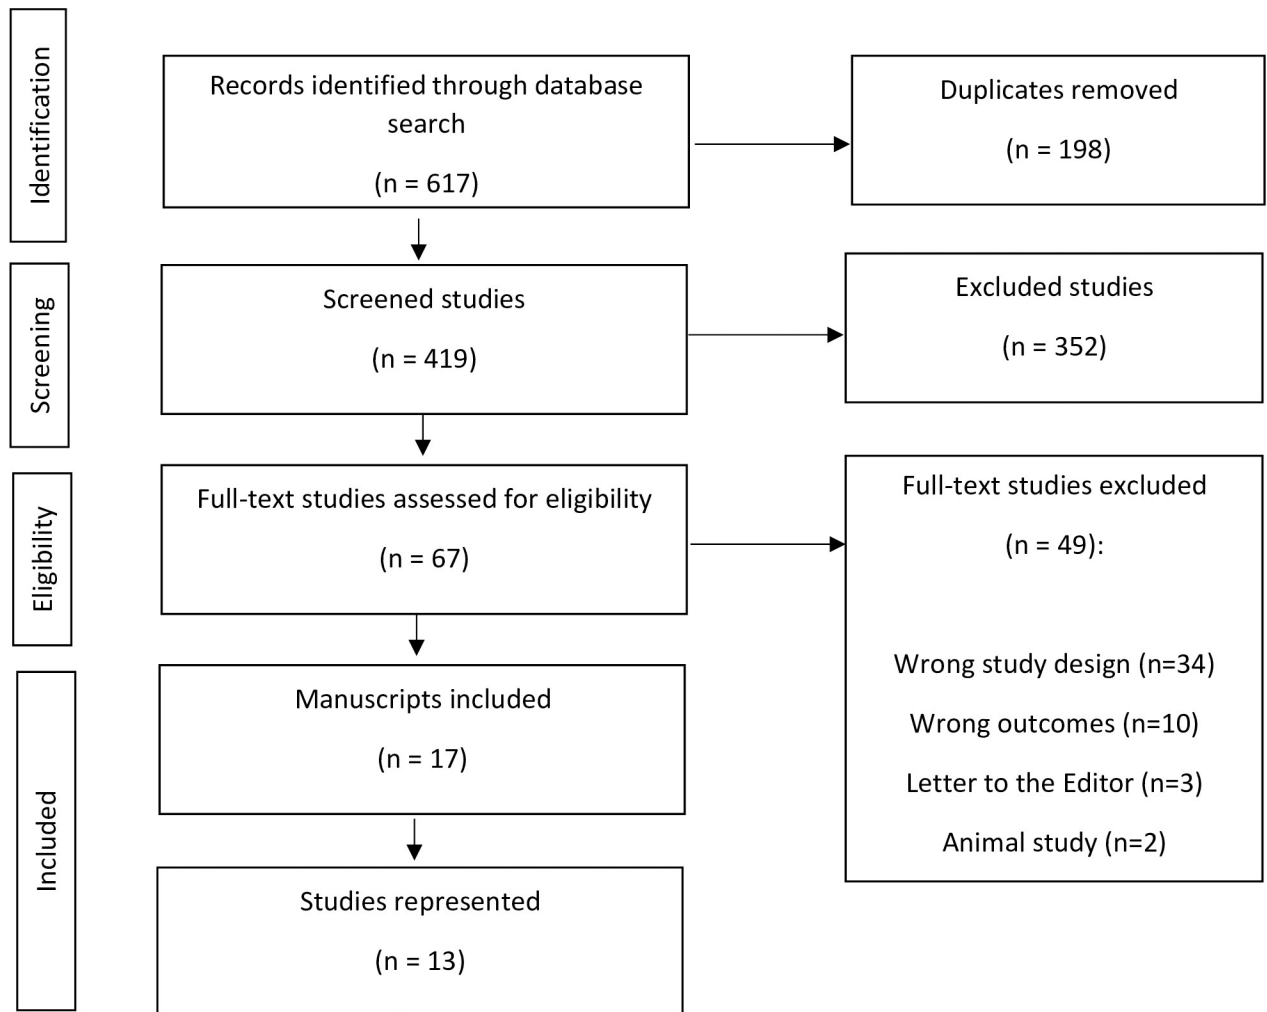 Identification
Records identified through database
search
(n = 617)
Duplicates removed
(n = 198)
Screening
Screened studies
(n = 419)
Excluded studies
(n = 352)
Eligibility
Full-text studies assessed for eligibility
(n = 67)
Full-text studies excluded
(n = 49):
Wrong study design (n=34)
Wrong outcomes (n=10)
Letter to the Editor (n=3)
Animal study (n=2)
Included
Manuscripts included
(n = 17)
Studies represented
(n = 13)